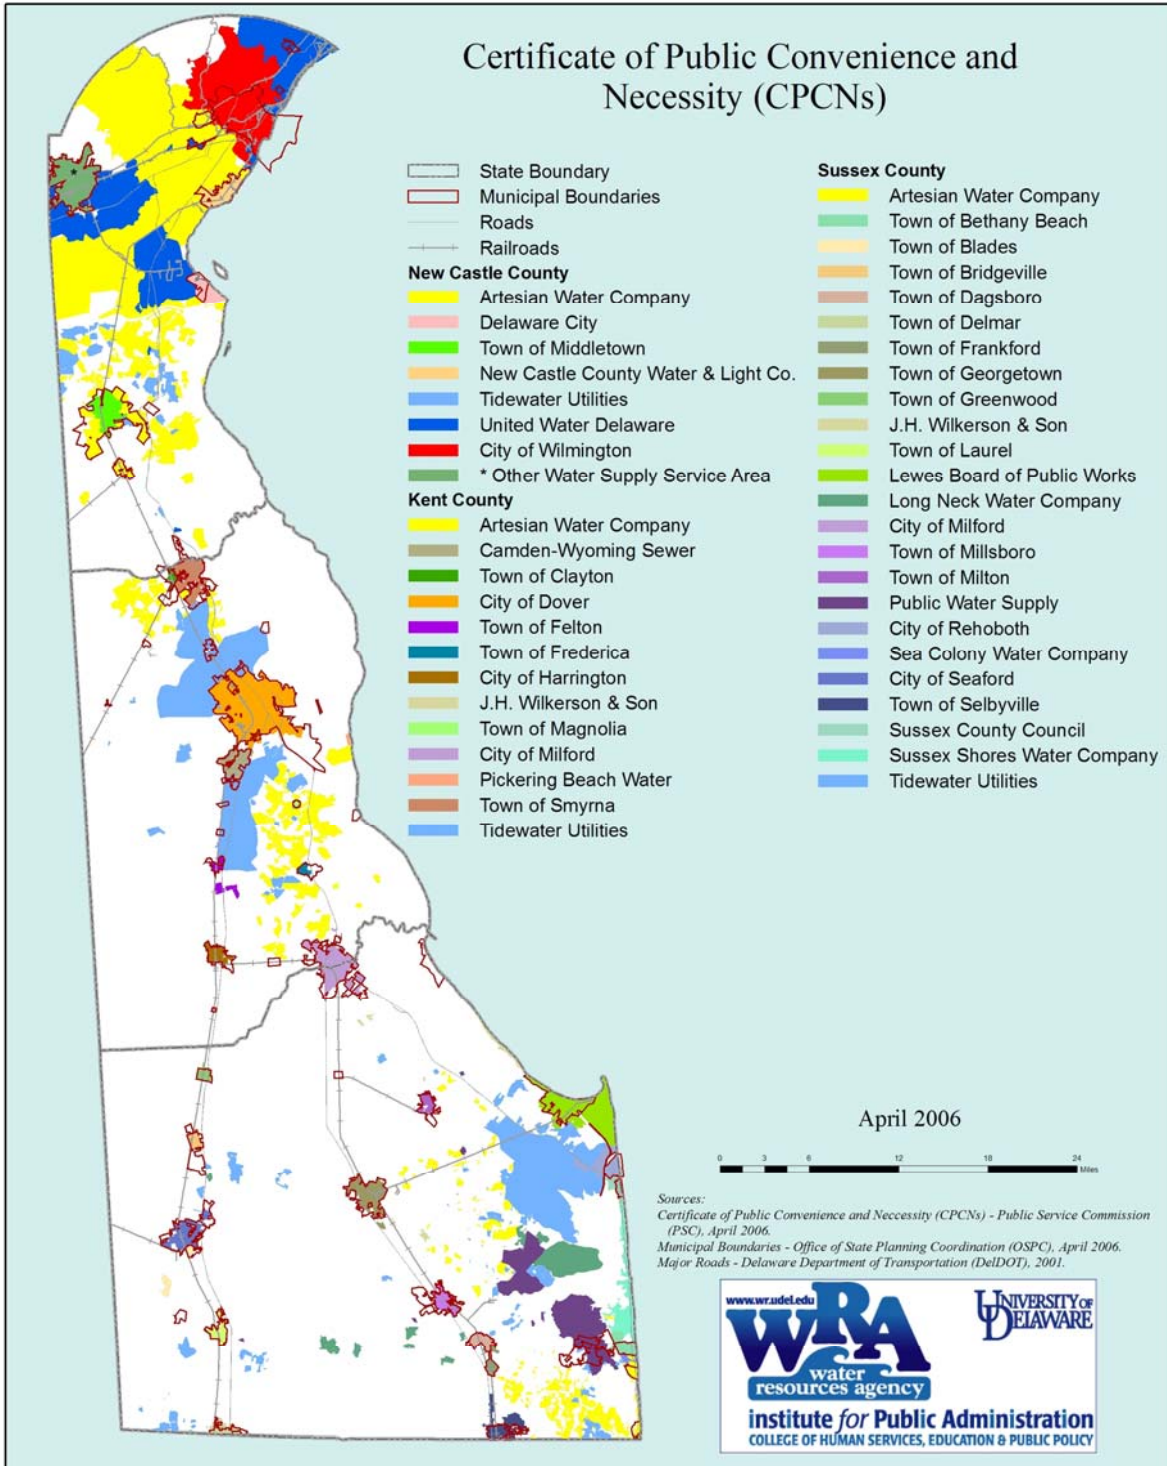 Certificate of Public Convenience and
Necessity (CPCNs)
State Boundary
Municipal Boundaries
Roads
Railroads
New Castle County
Artesian Water Company
Delaware City
Town of Middletown
New Castle County Water & Light Co.
Tidewater Utilities
United Water Delaware
City of Wilmington
* Other Water Supply Service Area
Kent County
Artesian Water Company
Camden-Wyoming Sewer
Town of Clayton
City of Dover
Town of Felton
Town of Frederica
City of Harrington
J.H. Wilkerson & Son
Town of Magnolia
City of Milford
Pickering Beach Water
Town of Smyrna
Tidewater Utilities
Sussex County
Artesian Water Company
Town of Bethany Beach
Town of Blades
Town of Bridgeville
Town of Dagsboro
Town of Delmar
Town of Frankford
Town of Georgetown
Town of Greenwood
J.H. Wilkerson & Son
Town of Laurel
Lewes Board of Public Works
Long Neck Water Company
City of Milford
Town of Millsboro
Town of Milton
Public Water Supply
City of Rehoboth
Sea Colony Water Company
City of Seaford
Town of Selbyville
Sussex County Council
Sussex Shores Water Company
Tidewater Utilities
*
April 2006
0 3 6 12 18 24
Miles
Sources:
Certificate of Public Convenience and Neccessity (CPCNs) - Public Service Commission
(PSC), April 2006.
Municipal Boundaries - Office of State Planning Coordination (OSPC), April 2006.
Major Roads - Delaware Department of Transportation (DelDOT), 2001.
www.wr.udel.edu
WRA
water
resources agency
UNIVERSITY OF
DELAWARE
institute for Public Administration
COLLEGE OF HUMAN SERVICES, EDUCATION & PUBLIC POLICY